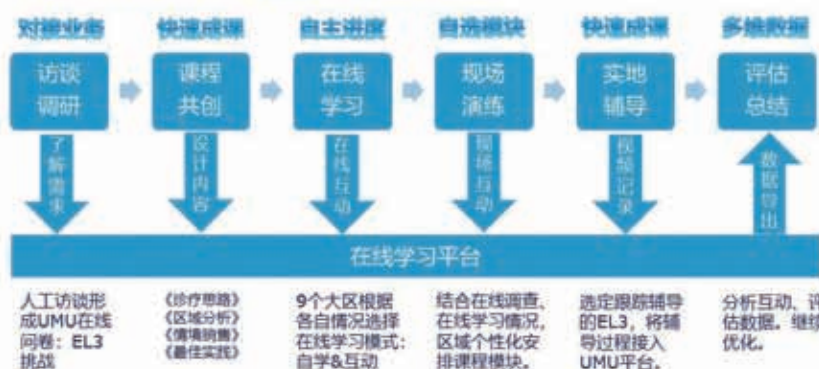 对接业务 快速成课 自主进度 自选模块 快速成课 多维数据
访谈 课程 在线 现场 实地 评估
调研 共创 学习 演练 辅导 总结
了解需求 设计内容 在线互动 现场互动 视频记录 数据导出
在线学习平台
人工访谈形 《诊疗思路》 9个大区根据 结合在线调查、 选定跟踪辅导 分析互动、评
成UMU在线 《区域分析》 各自情况选择 在线学习情况, 的EL3,将辅 估数据。继续
问卷:EL3 《情境销售》 在线学习模式: 区域个性化安 导过程接入 优化。
挑战 《最佳实践》 自学&互动 排课程模块。 UMU平台。